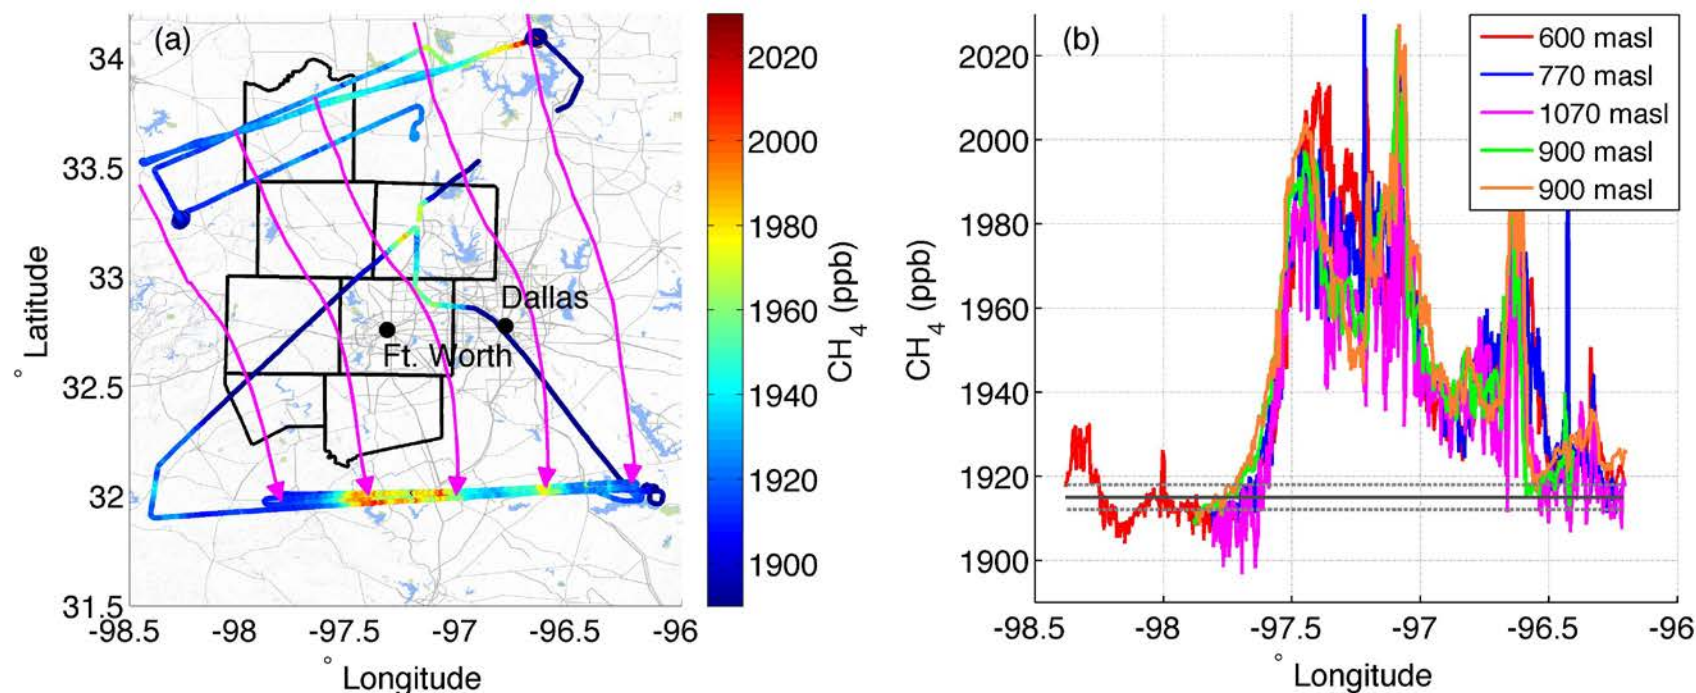 (a)
34
33.5
33
32.5
32
31.5
° Latitude
-98.5
-98
-97.5
-97
-96.5
-96
° Longitude
Dallas
Ft. Worth
2020
2000
1980
1960
1940
1920
1900
CH4 (ppb)
(b)
600 masl
770 masl
1070 masl
900 masl
900 masl
2020
2000
1980
1960
1940
1920
1900
CH4 (ppb)
-98.5
-98
-97.5
-97
-96.5
-96
° Longitude